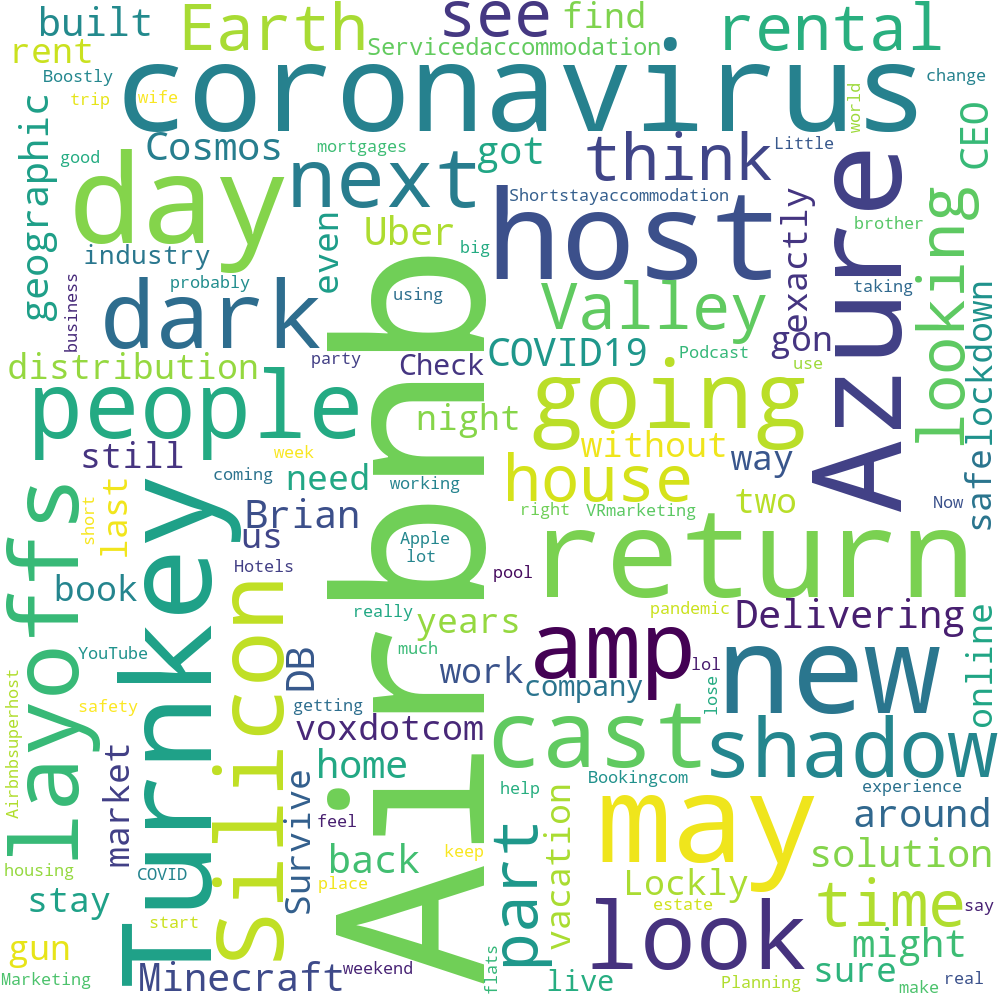 built
Earth
see
find
rental
rent
Servicedaccommodation
Boostly
coronavirus
change
trip
wife
world
geographic
good
Cosmos
mortgages
got
think
Little
CEO
day
next
Shortstayaccommodation
host
Azure
exactly
brother
looking
industry
even
Uber
big
probably
using
Valley
taking
business
dark
party
Check
COVID19
Podcast
gon
use
safelockdown
distribution
people
night
going
without
way
still
week
coming
need
working
house
two
Now
layoffs
short
last
Turnkey
Brian
us
right
VRmarketing
return
book
Hotels
Apple
lot
pool
Silicon
Airbnb
really
years
much
amp
pandemic
Delivering
new
online
YouTube
DB
work
company
lol
lose
safety
getting
voxdotcom
cast
shadow
Airbnbsuperhost
market
home
Bookingcom
experience
Survive
feel
help
may
around
housing
COVID
back
keep
part
vacation
solution
stay
place
Lockly
estate
time
say
start
look
might
gun
Marketing
Minecraft
weekend
flats
live
Planning
sure
make
real